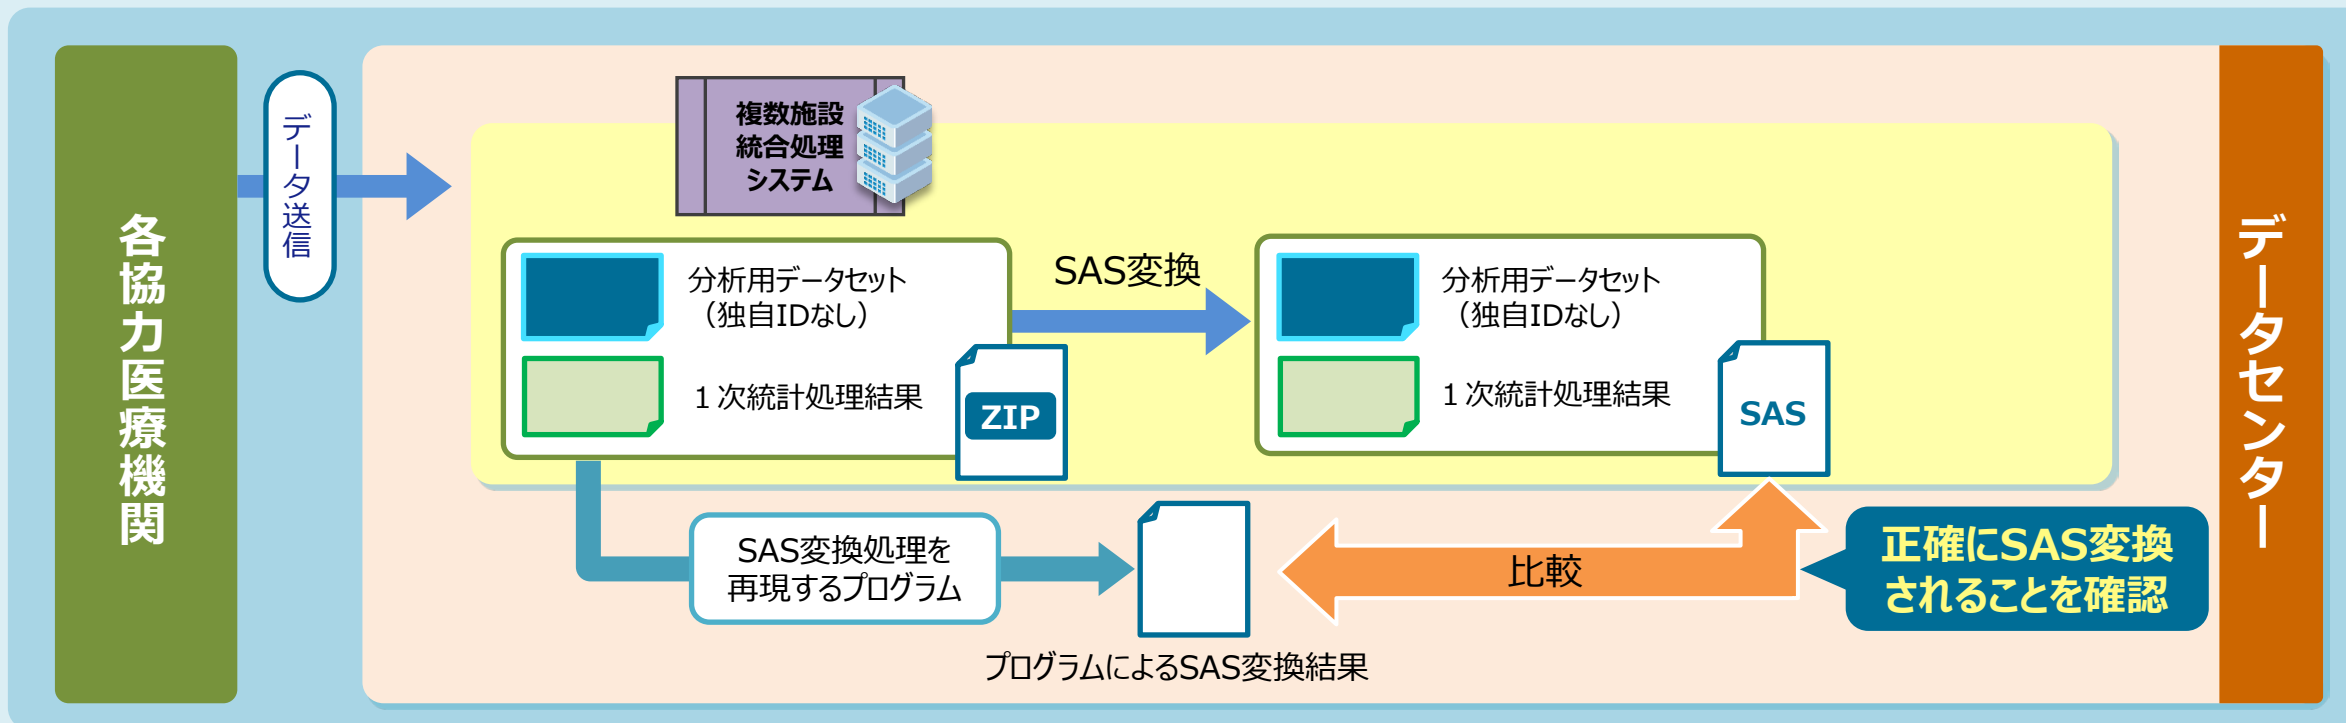 各協力医療機関
データ送信
複数施設
統合処理
システム
分析用データセット
（独自IDなし）
１次統計処理結果
ZIP
SAS変換
分析用データセット
（独自IDなし）
１次統計処理結果
SAS
SAS変換処理を
再現するプログラム
プログラムによるSAS変換結果
比較
正確にSAS変換
されることを確認
データセンター